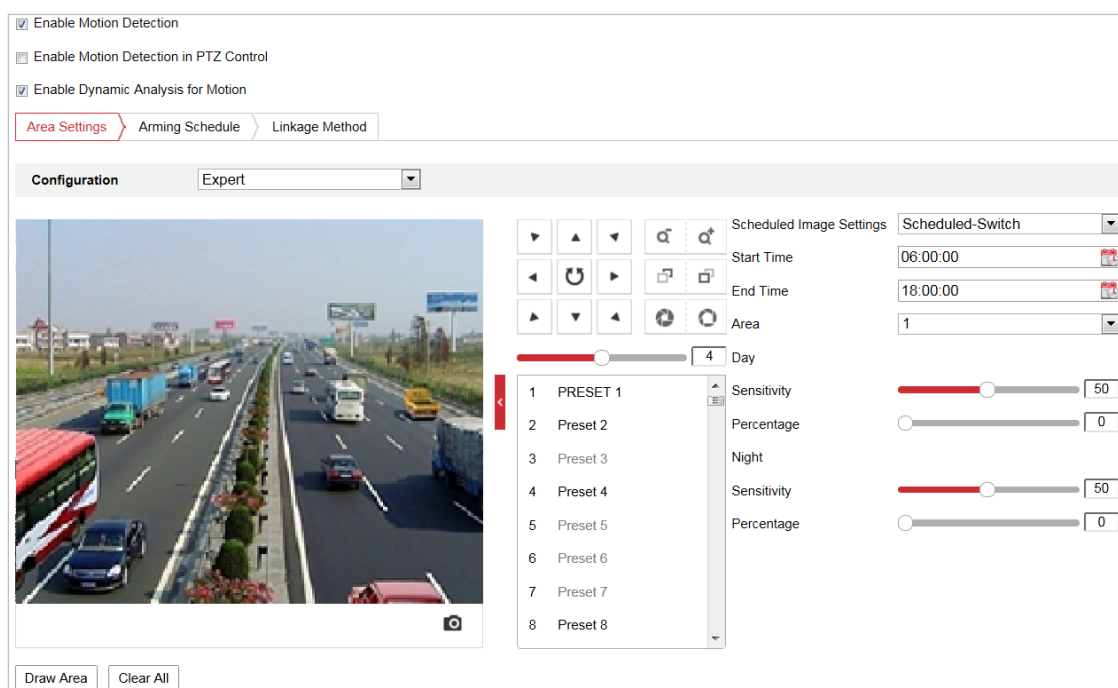 Enable Motion Detection
Enable Motion Detection in PTZ Control
Enable Dynamic Analysis for Motion
Area Settings Arming Schedule Linkage Method
Configuration Expert
Scheduled Image Settings Scheduled-Switch
Start Time 06:00:00
End Time 18:00:00
Area 1
4 Day
1 PRESET 1
2 Preset 2
3 Preset 3
4 Preset 4
5 Preset 5
6 Preset 6
7 Preset 7
8 Preset 8
Sensitivity 50
Percentage 0
Night
Sensitivity 50
Percentage 0
Draw Area Clear All